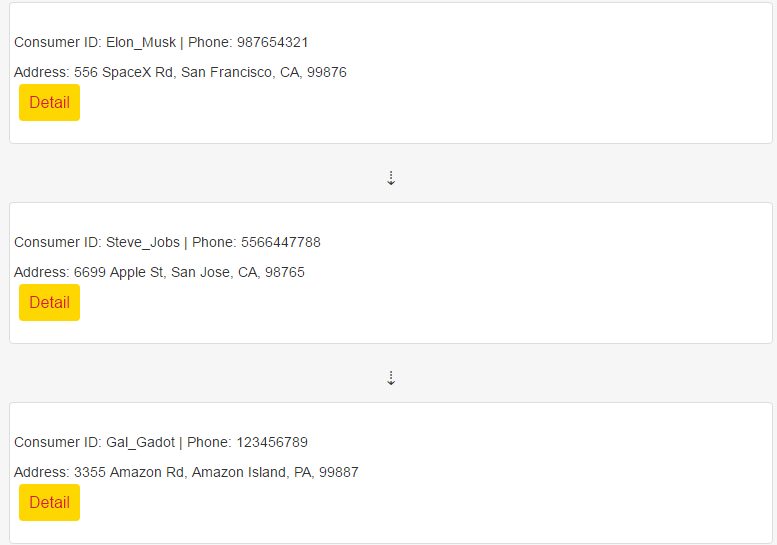 Consumer ID: Elon_Musk | Phone: 987654321
Address: 556 SpaceX Rd, San Francisco, CA, 99876
Detail
⇣
Consumer ID: Steve_Jobs | Phone: 5566447788
Address: 6699 Apple St, San Jose, CA, 98765
Detail
⇣
Consumer ID: Gal_Gadot | Phone: 123456789
Address: 3355 Amazon Rd, Amazon Island, PA, 99887
Detail